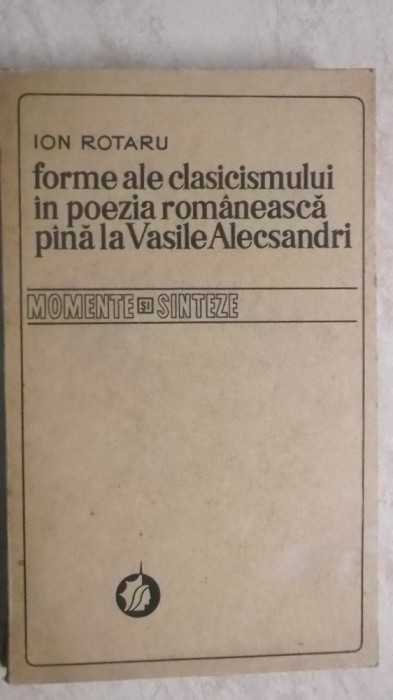 ION ROTARU
forme ale clasicismului
în poezia românească
pînă la Vasile Alecsandri
MOMENTE ȘI SINTEZE